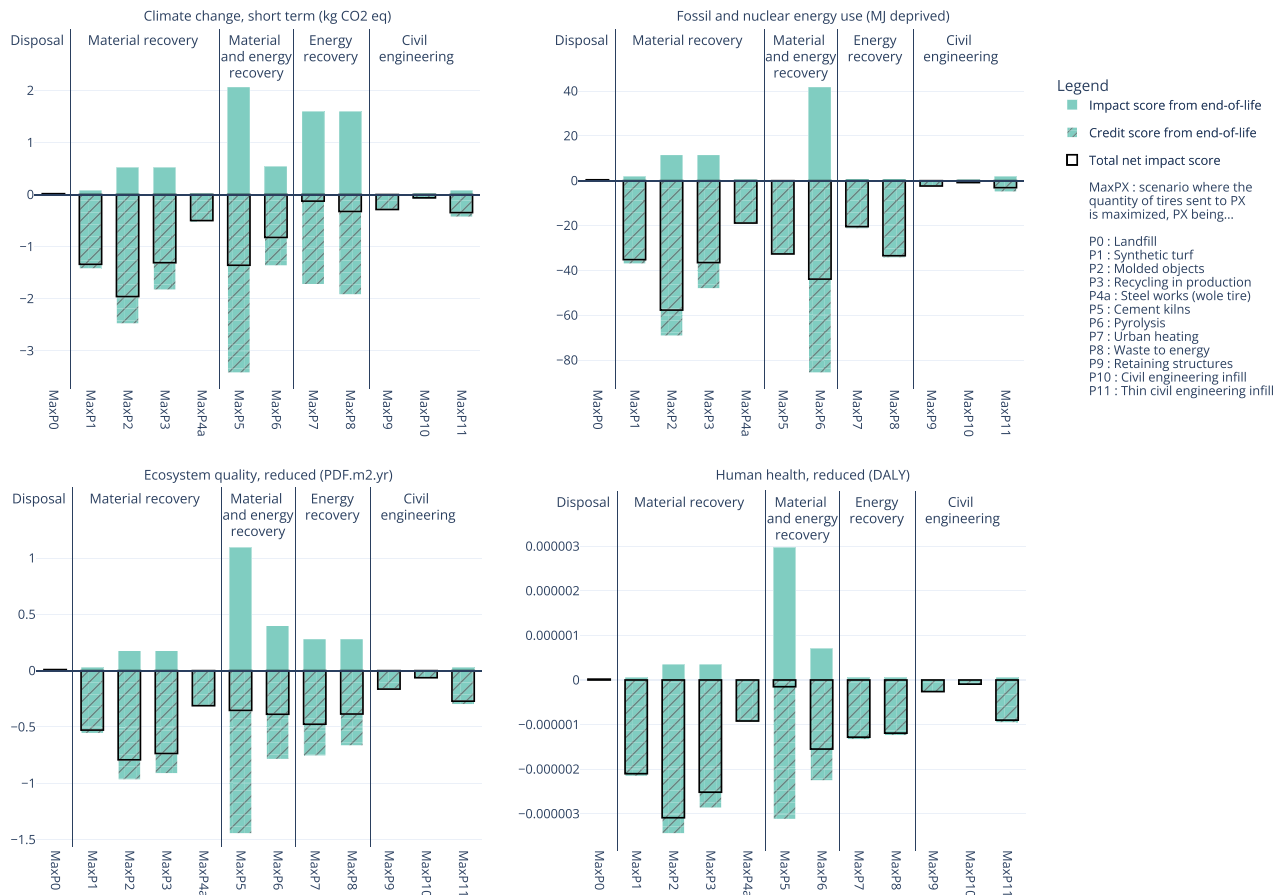 Climate change, short term (kg CO2 eq)
Disposal
Material recovery
Material
and energy
recovery
Energy
recovery
Civil
engineering
2
1
0
−1
−2
−3
MaxP0
MaxP1
MaxP2
MaxP3
MaxP4a
MaxP5
MaxP6
MaxP7
MaxP8
MaxP9
MaxP10
MaxP11
Fossil and nuclear energy use (MJ deprived)
Disposal
Material recovery
Material
and energy
recovery
Energy
recovery
Civil
engineering
40
20
0
−20
−40
−60
−80
MaxP0
MaxP1
MaxP2
MaxP3
MaxP4a
MaxP5
MaxP6
MaxP7
MaxP8
MaxP9
MaxP10
MaxP11
Legend
Impact score from end-of-life
Credit score from end-of-life
Total net impact score
MaxPX : scenario where the
quantity of tires sent to PX
is maximized, PX being...
P0 : Landfill
P1 : Synthetic turf
P2 : Molded objects
P3 : Recycling in production
P4a : Steel works (wole tire)
P5 : Cement kilns
P6 : Pyrolysis
P7 : Urban heating
P8 : Waste to energy
P9 : Retaining structures
P10 : Civil engineering infill
P11 : Thin civil engineering infill
Ecosystem quality, reduced (PDF.m2.yr)
Disposal
Material recovery
Material
and energy
recovery
Energy
recovery
Civil
engineering
1
0.5
0
−0.5
−1
−1.5
MaxP0
MaxP1
MaxP2
MaxP3
MaxP4a
MaxP5
MaxP6
MaxP7
MaxP8
MaxP9
MaxP10
MaxP11
Human health, reduced (DALY)
Disposal
Material recovery
Material
and energy
recovery
Energy
recovery
Civil
engineering
0.000003
0.000002
0.000001
0
−0.000001
−0.000002
−0.000003
MaxP0
MaxP1
MaxP2
MaxP3
MaxP4a
MaxP5
MaxP6
MaxP7
MaxP8
MaxP9
MaxP10
MaxP11